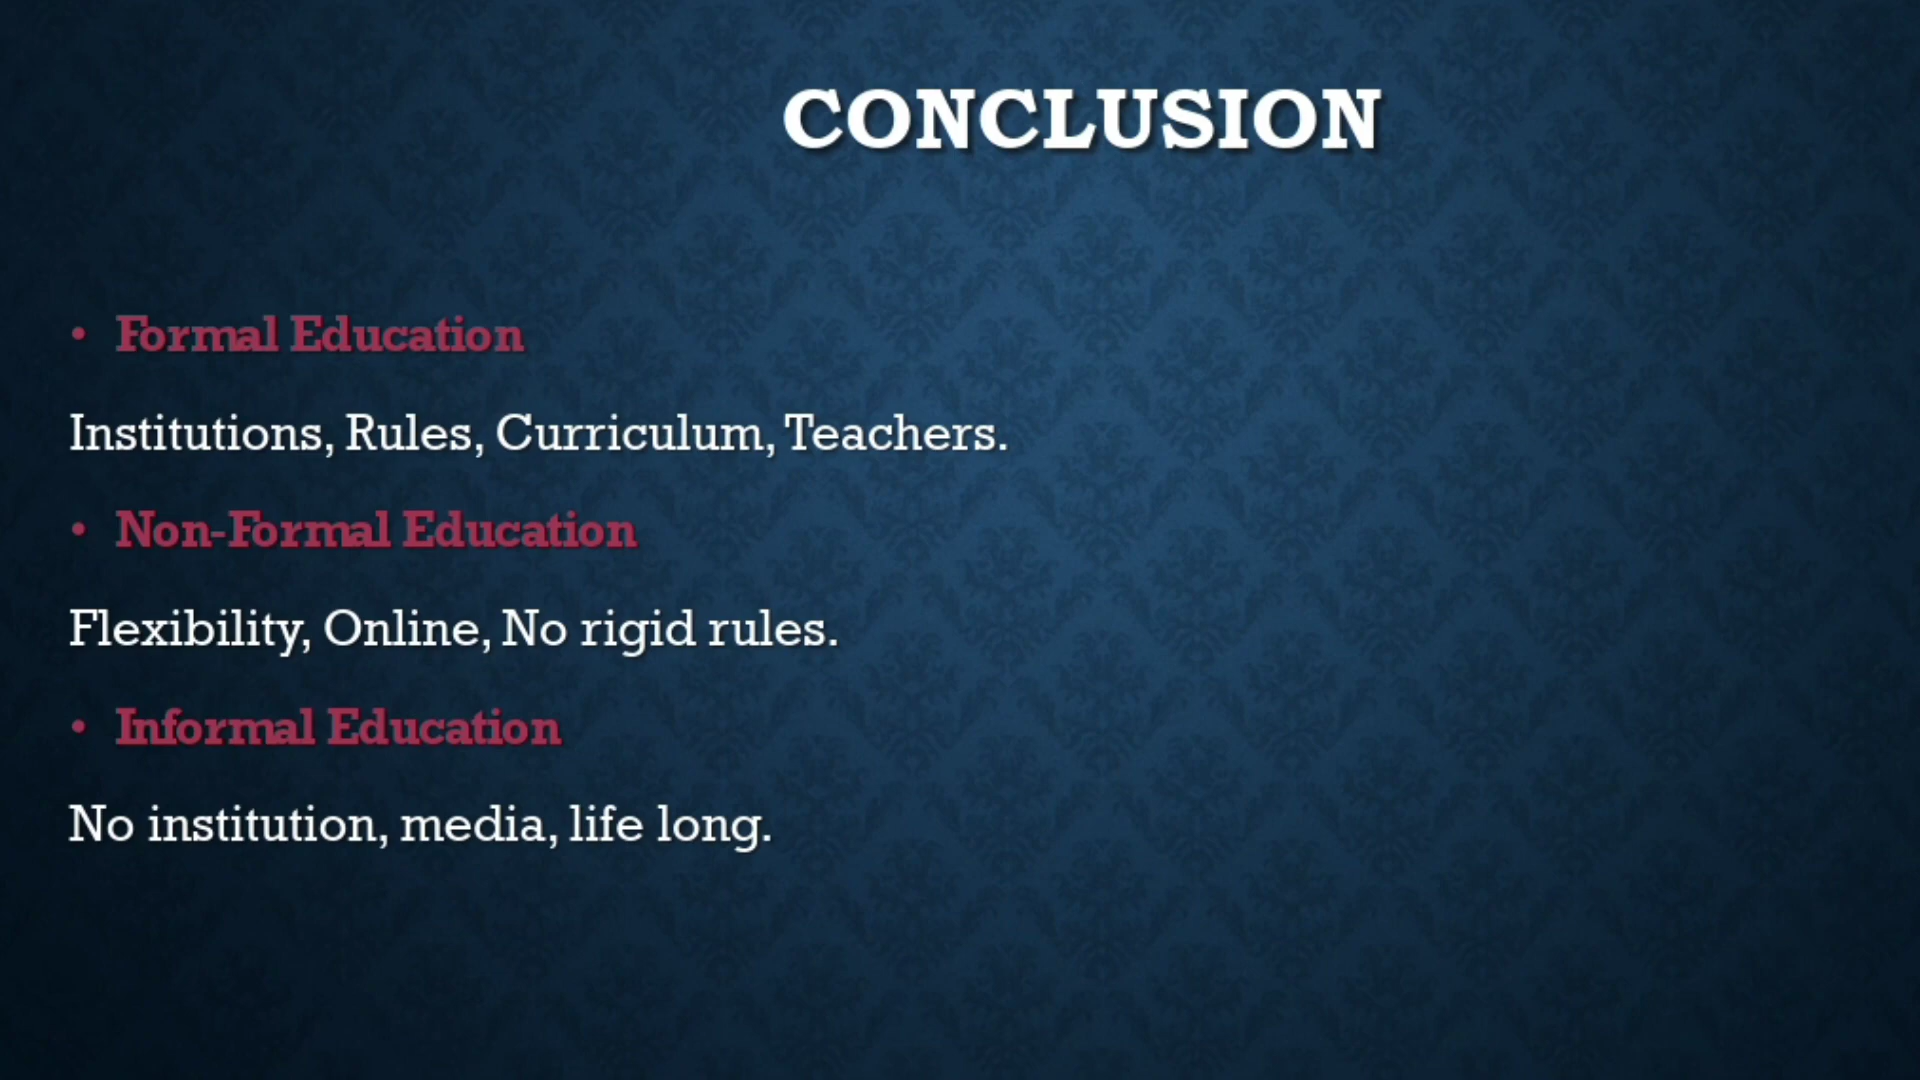 CONCLUSION
• Formal Education
Institutions, Rules, Curriculum, Teachers.
• Non-Formal Education
Flexibility, Online, No rigid rules.
• Informal Education
No institution, media, life long.